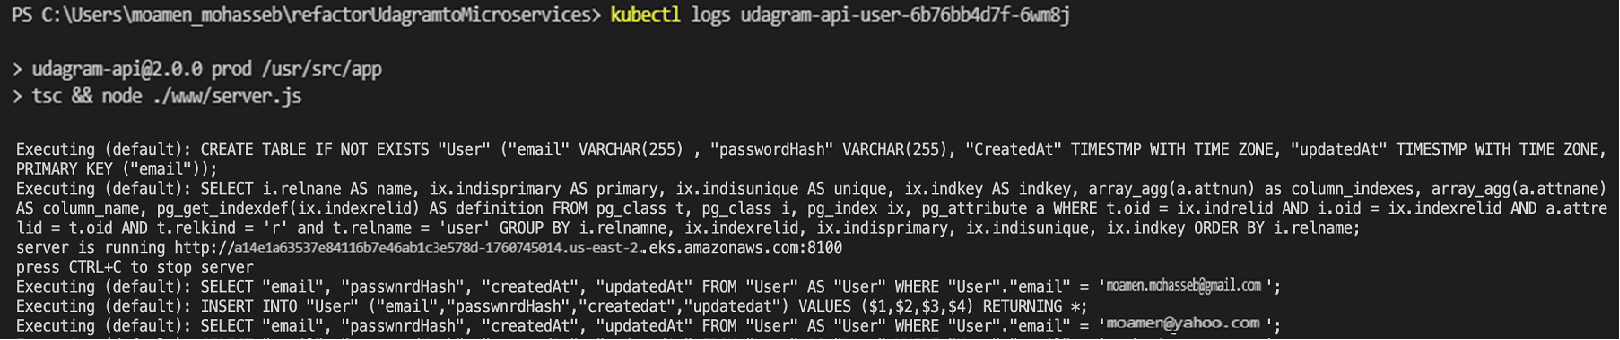 PS C:\Users\moamen_mohasseb\refactorUdagramtoMicroservices> kubectl logs udagram-api-user-6b76bb4d7f-6wm8j
> udagram-api@2.0.0 prod /usr/src/app
> tsc && node ./www/server.js
Executing (default): CREATE TABLE IF NOT EXISTS "User" ("email" VARCHAR(255) , "passwordHash" VARCHAR(255), "CreatedAt" TIMESTMP WITH TIME ZONE, "updatedAt" TIMESTMP WITH TIME ZONE,
PRIMARY KEY ("email"));
Executing (default): SELECT i.relnane AS name, ix.indisprimary AS primary, ix.indisunique AS unique, ix.indkey AS indkey, array_agg(a.attnun) as column_indexes, array_agg(a.attnane)
AS column_name, pg_get_indexdef(ix.indexrelid) AS definition FROM pg_class t, pg_class i, pg_index ix, pg_attribute a WHERE t.oid = ix.indrelid AND i.oid = ix.indexrelid AND a.attre
lid = t.oid AND t.relkind = 'r' and t.relname = 'user' GROUP BY i.relnamne, ix.indexrelid, ix.indisprimary, ix.indisunique, ix.indkey ORDER BY i.relname;
server is running http://a14e1a63537e84116b7e46ab1c3e578d-1760745014.us-east-2..eks.amazonaws.com:8100
press CTRL+C to stop server
Executing (default): SELECT "email", "passwnrdHash", "createdAt", "updatedAt" FROM "User" AS "User" WHERE "User"."email" = 'moamen.mohasseb@gmail.com ';
Executing (default): INSERT INTO "User" ("email","passwnrdHash","createdat","updatedat") VALUES ($1,$2,$3,$4) RETURNING *;
Executing (default): SELECT "email", "passwnrdHash", "createdAt", "updatedAt" FROM "User" AS "User" WHERE "User"."email" = 'moamen@yahoo.com ';